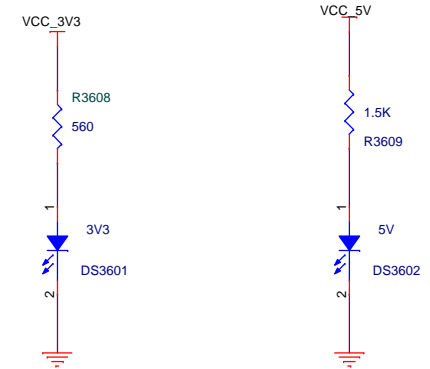 VCC_3V3
R3608
560
1
3V3
DS3601
2
VCC_5V
1.5K
R3609
1
5V
DS3602
2